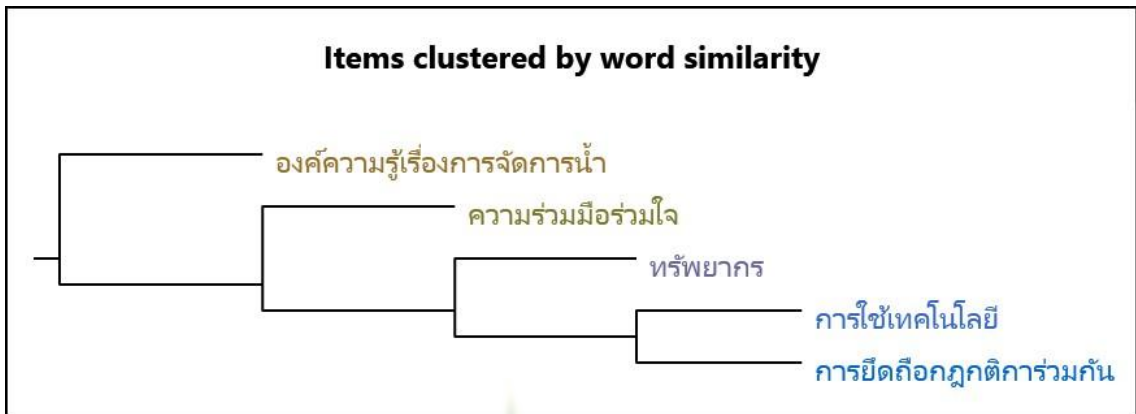 Items clustered by word similarity
องค์ความรู้เรื่องการจัดการน้ำ
ความร่วมมือร่วมใจ
ทรัพยากร
การใช้เทคโนโลยี
การยึดถือกฎกติการ่วมกัน